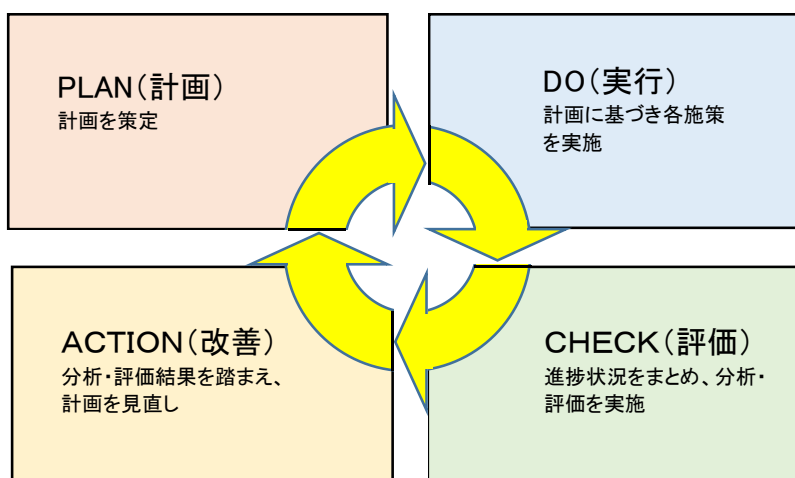 PLAN(計画)
計画を策定
DO(実行)
計画に基づき各施策
を実施
ACTION(改善)
分析・評価結果を踏まえ、
計画を見直し
CHECK(評価)
進捗状況をまとめ、分析・
評価を実施